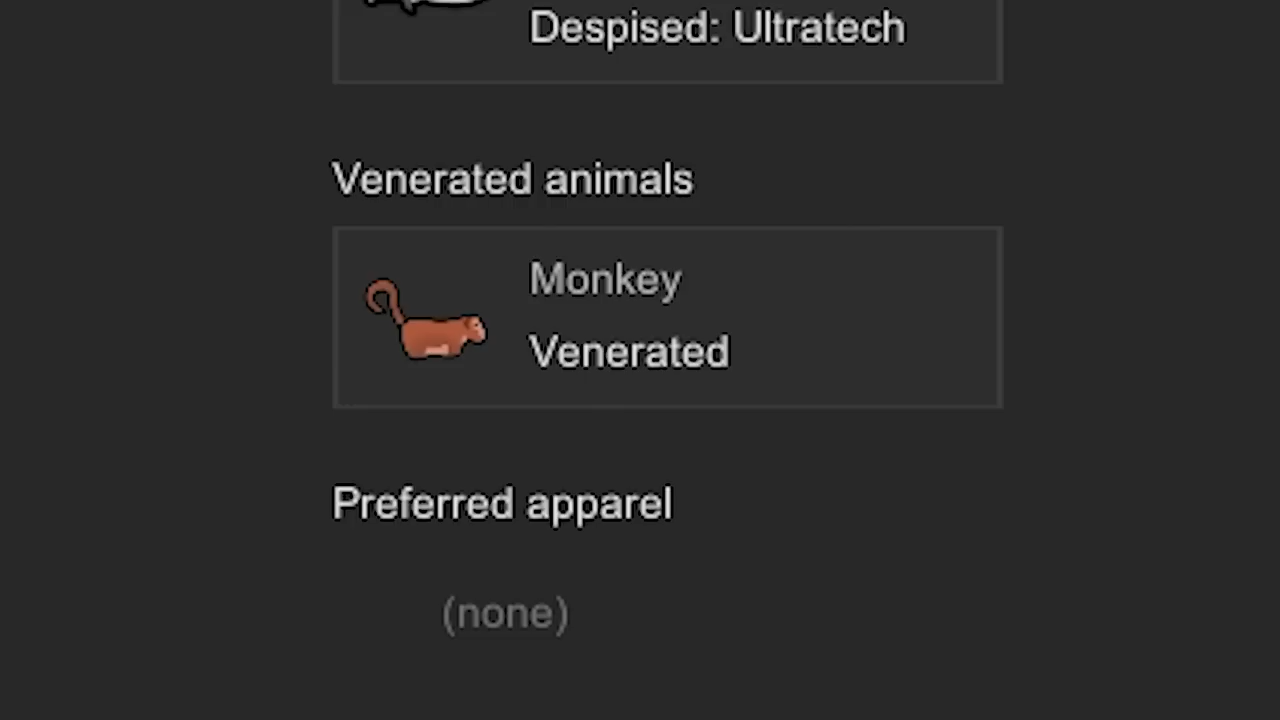 Despised: Ultratech
Venerated animals
Monkey
Venerated
Preferred apparel
(none)